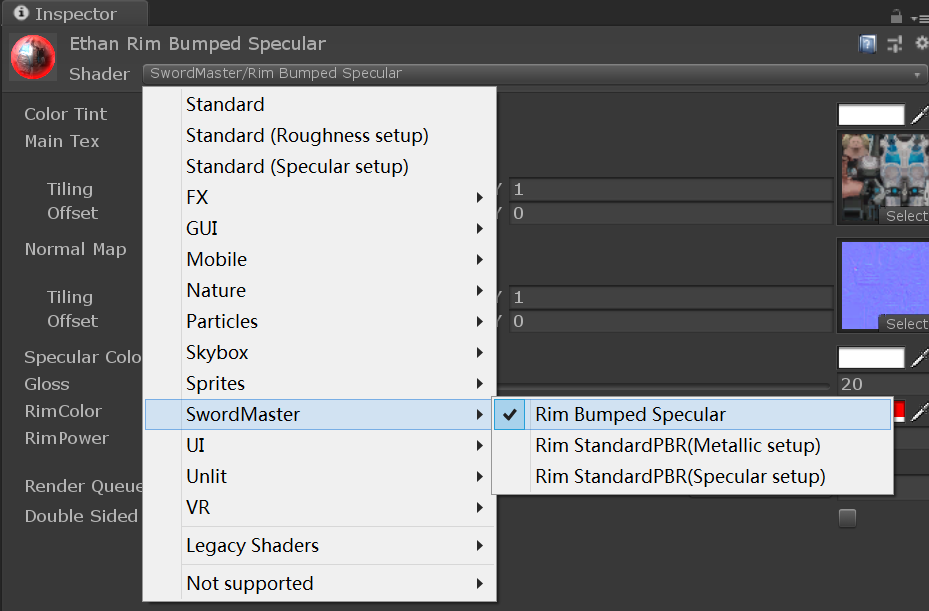 Inspector
Ethan Rim Bumped Specular
Shader SwordMaster/Rim Bumped Specular
Color Tint
Main Tex
Tiling Y 1
Offset Y 0
Select
Normal Map
Tiling Y 1
Offset Y 0
Select
Specular Colo
Gloss 20
RimColor
RimPower
Render Queue
Double Sided
Standard
Standard (Roughness setup)
Standard (Specular setup)
FX
GUI
Mobile
Nature
Particles
Skybox
Sprites
SwordMaster
UI
Unlit
VR
Legacy Shaders
Not supported
Rim Bumped Specular
Rim StandardPBR(Metallic setup)
Rim StandardPBR(Specular setup)